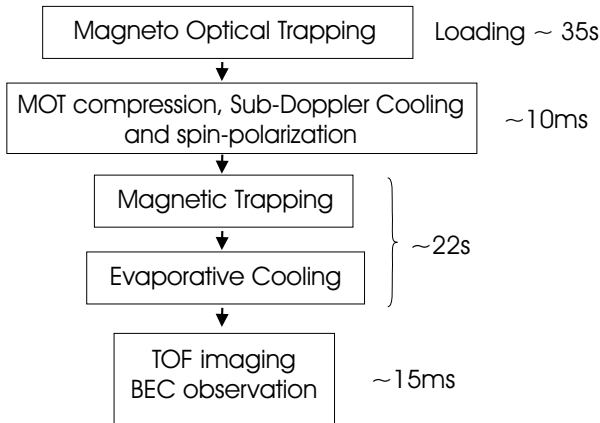 Magneto Optical Trapping
Loading ~ 35s
MOT compression, Sub-Doppler Cooling
and spin-polarization
~10ms
Magnetic Trapping
~22s
Evaporative Cooling
TOF imaging
BEC observation
~15ms